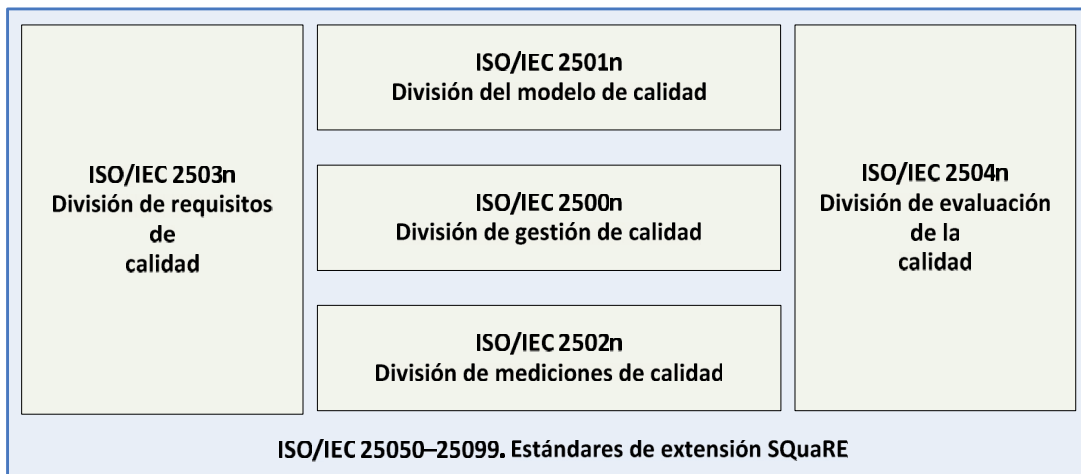 ISO/IEC 2503n
División de requisitos
de
calidad
ISO/IEC 2501n
División del modelo de calidad
ISO/IEC 2500n
División de gestión de calidad
ISO/IEC 2502n
División de mediciones de calidad
ISO/IEC 2504n
División de evaluación
de la
calidad
ISO/IEC 25050–25099. Estándares de extensión SQuaRE